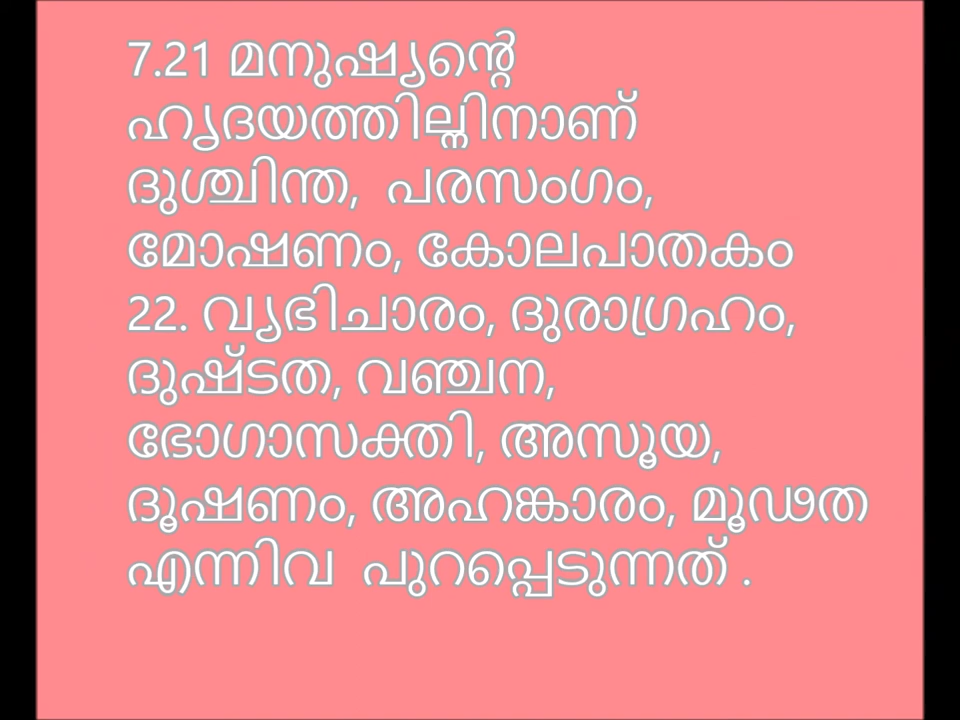 7.21 മനുഷ്യന്റെ
ഹൃദയത്തില്നിനാണ്
ദുശ്ചിന്ത, പരസംഗം,
മോഷണം, കോലപാതകം
22. വൃഭിചാരം, ദുരാഗ്രഹം,
ദുഷ്ടത, വഞ്ചന,
ഭോഗാസക്തി, അസൂയ,
ദൂഷണം, അഹങ്കാരം, മൂഢത
എന്നിവ പുറപ്പെടുന്നത് .